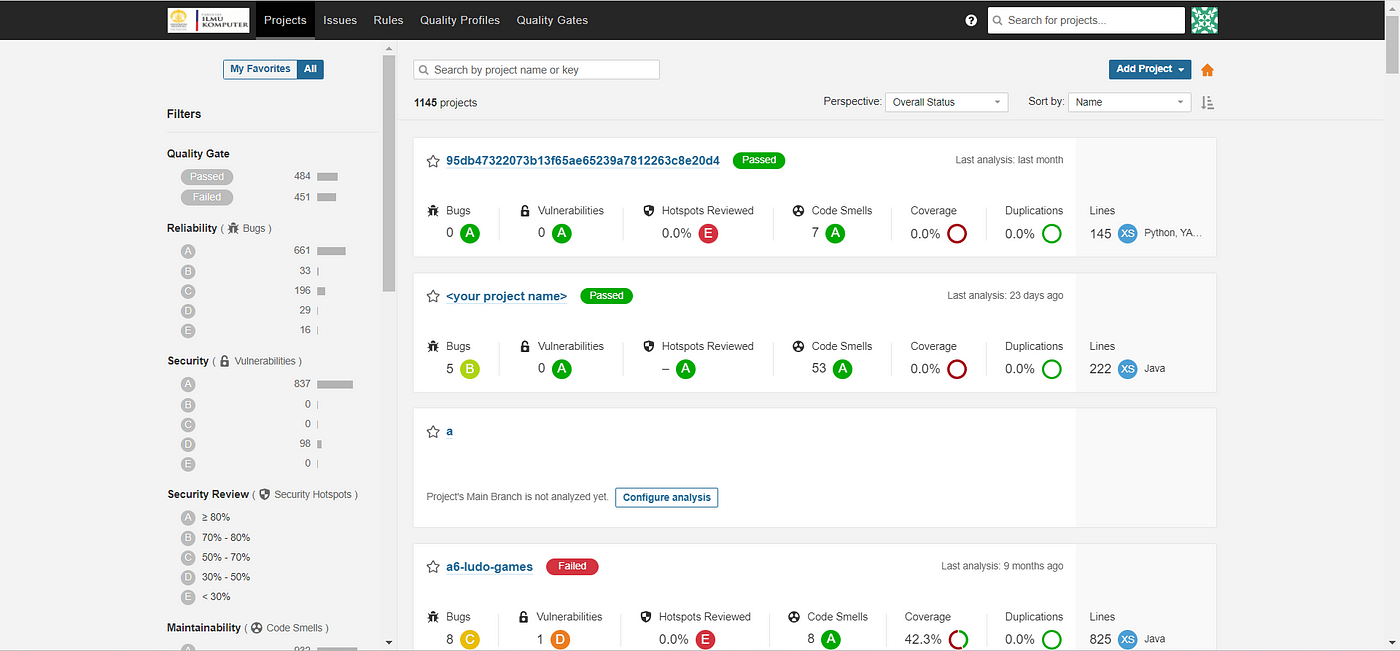 ILMU KOMPUTER Projects Issues Rules Quality Profiles Quality Gates ? Search for projects...
My Favorites All
Search by project name or key
Add Project
1145 projects
Perspective: Overall Status Sort by: Name
Filters
Quality Gate
Passed 484
Failed 451
Reliability ( Bugs )
A 661
B 33
C 196
D 29
E 16
Security ( Vulnerabilities )
A 837
B 0
C 0
D 98
E 0
Security Review ( Security Hotspots )
A ≥ 80%
B 70% - 80%
C 50% - 70%
D 30% - 50%
E < 30%
Maintainability ( Code Smells )
A 932
95db47322073b13f65ae65239a7812263c8e20d4 Passed Last analysis: last month
Bugs Vulnerabilities Hotspots Reviewed Code Smells Coverage Duplications Lines
0 A 0 A 0.0% E 7 A 0.0% 0.0% 145 XS Python, YA...
<your project name> Passed Last analysis: 23 days ago
Bugs Vulnerabilities Hotspots Reviewed Code Smells Coverage Duplications Lines
5 B 0 A – A 53 A 0.0% 0.0% 222 XS Java
a
Project's Main Branch is not analyzed yet. Configure analysis
a6-ludo-games Failed Last analysis: 9 months ago
Bugs Vulnerabilities Hotspots Reviewed Code Smells Coverage Duplications Lines
8 C 1 D 0.0% E 8 A 42.3% 0.0% 825 XS Java